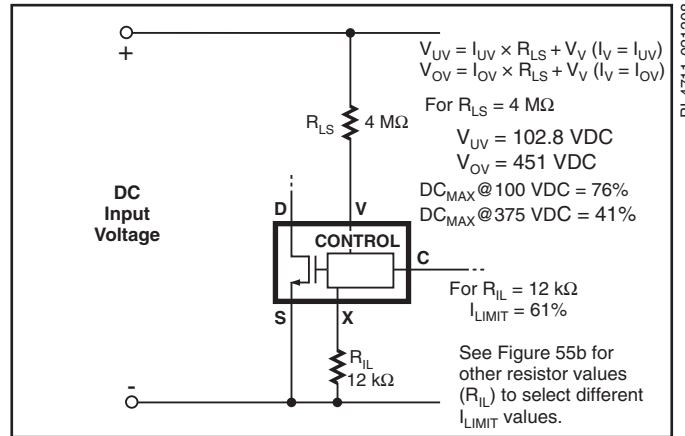 +
DC
Input
Voltage
-
R_LS
4 MΩ
V_UV = I_UV × R_LS + V_V (I_V = I_UV)
V_OV = I_OV × R_LS + V_V (I_V = I_OV)
For R_LS = 4 MΩ
V_UV = 102.8 VDC
V_OV = 451 VDC
DC_MAX@100 VDC = 76%
DC_MAX@375 VDC = 41%
D
V
CONTROL
C
S
X
R_IL
12 kΩ
For R_IL = 12 kΩ
I_LIMIT = 61%
See Figure 55b for
other resistor values
(R_IL) to select different
I_LIMIT values.